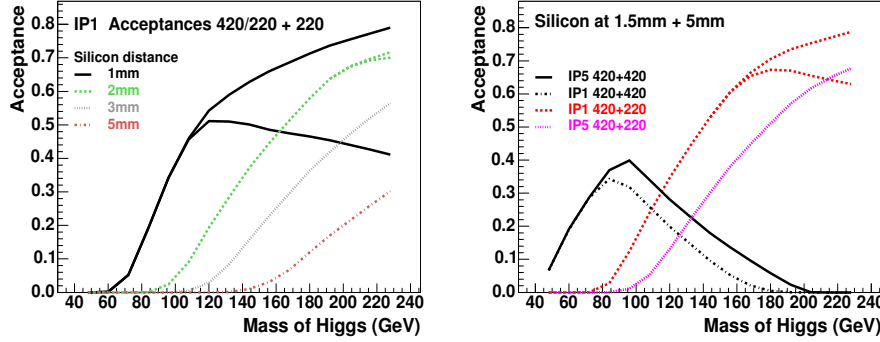 IP1 Acceptances 420/220 + 220
Silicon distance
1mm
2mm
3mm
5mm
Acceptance
0.8
0.7
0.6
0.5
0.4
0.3
0.2
0.1
0.0
40 60 80 100 120 140 160 180 200 220 240
Mass of Higgs (GeV)
Silicon at 1.5mm + 5mm
IP5 420+420
IP1 420+420
IP1 420+220
IP5 420+220
Acceptance
0.8
0.7
0.6
0.5
0.4
0.3
0.2
0.1
0.0
40 60 80 100 120 140 160 180 200 220 240
Mass of Higgs (GeV)